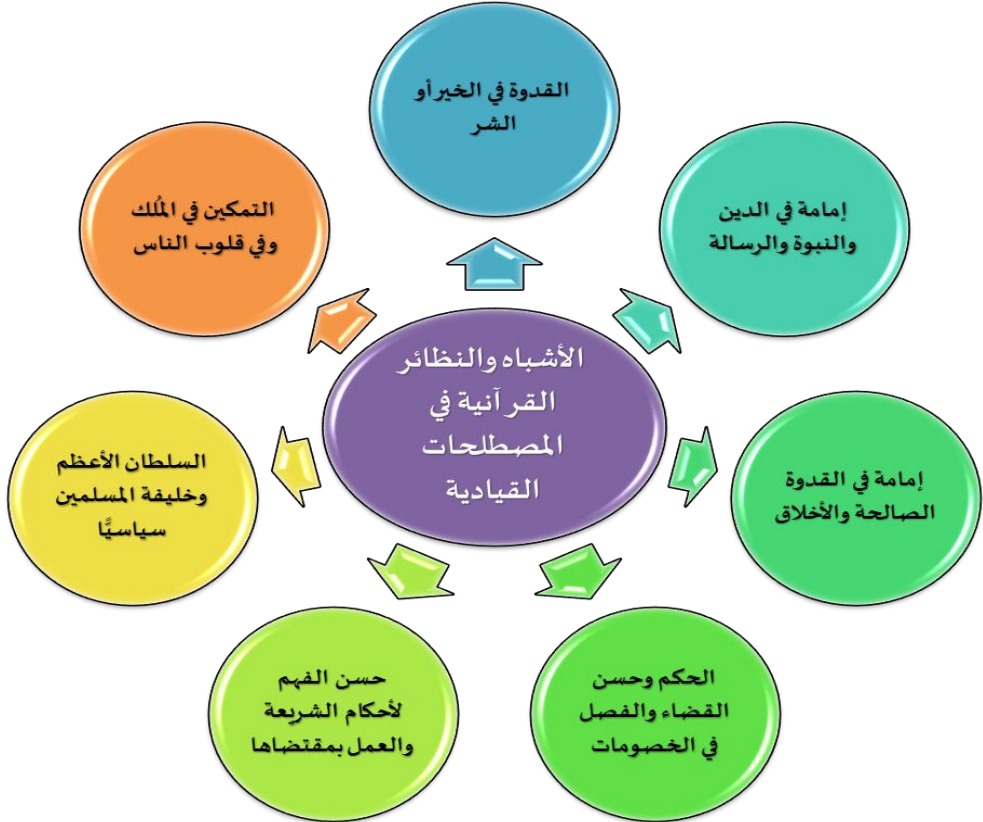 القدوة في الخير أو
الشر
إمامة في الدين
والنبوة والرسالة
إمامة في القدوة
الصالحة والأخلاق
الحكم وحسن
القضاء والفصل
في الخصومات
حسن الفهم
لأحكام الشريعة
والعمل بمقتضاها
السلطان الأعظم
وخليفة المسلمين
سياسيًّا
التمكين في المُلك
وفي قلوب الناس
الأشباه والنظائر
القرآنية في
المصطلحات
القيادية